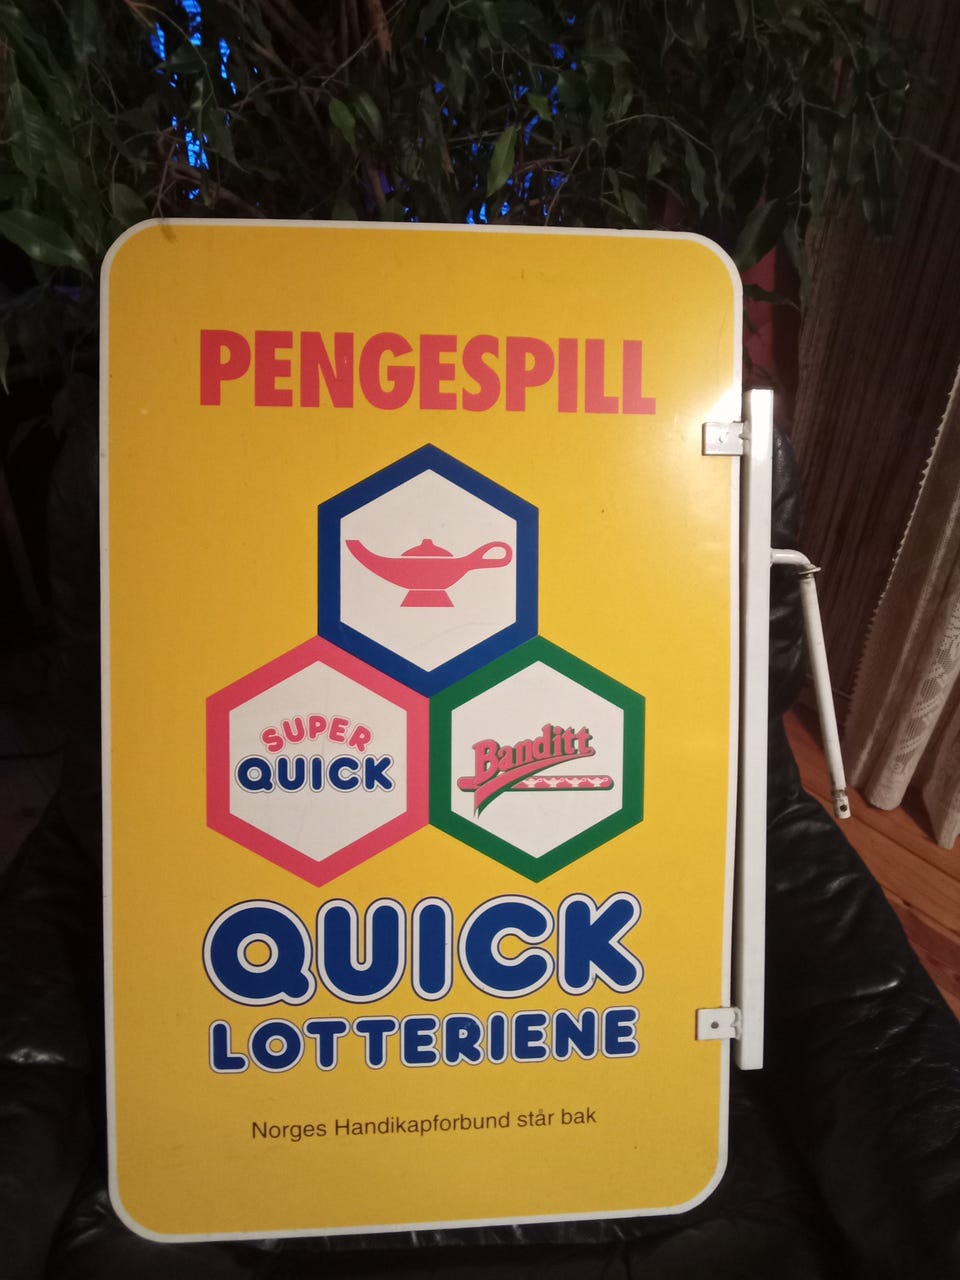 PENGESPILL
SUPER
QUICK
Banditt
QUICK
LOTTERIENE
Norges Handikapforbund står bak